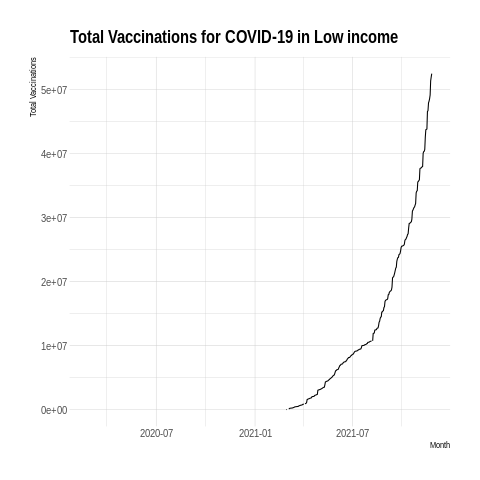 Total Vaccinations for COVID-19 in Low income
Total Vaccinations
5e+07
4e+07
3e+07
2e+07
1e+07
0e+00
2020-07 2021-01 2021-07
Month